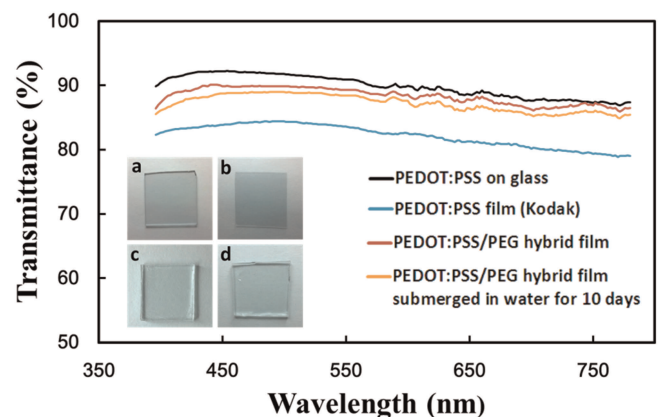 Transmittance (%)
100
90
80
70
60
50
a
b
c
d
PEDOT:PSS on glass
PEDOT:PSS film (Kodak)
PEDOT:PSS/PEG hybrid film
PEDOT:PSS/PEG hybrid film
submerged in water for 10 days
350
450
550
650
750
Wavelength (nm)